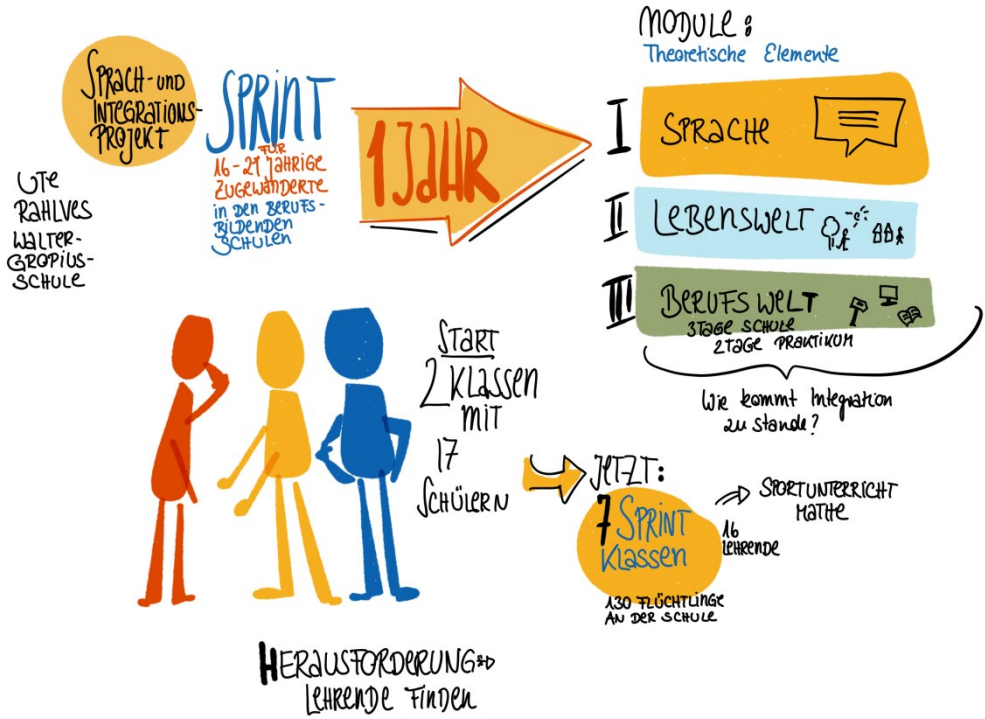 SPRACH- UND
INTEGRATIONS-
PROJEKT
UTE
RAHLVES
WALTER-
GROPIUS-
SCHULE
SPRINT
FÜR
16-21 JÄHRIGE
ZUGEWANDERTE
in DEN BERUFS-
BILDENDEN
SCHULEN
1 JAHR
MODULE:
Theoretische Elemente
I SPRACHE
II LEBENSWELT
III BERUFSWELT
3 TAGE SCHULE
2 TAGE PRAKTIKUM
Wie kommt Integration
zu stande?
START
2 KLASSEN
MIT
17
SCHÜLERN
JETZT:
7 SPRINT
KLASSEN
130 FLÜCHTLINGE
AN DER SCHULE
16
LEHRENDE
SPORTUNTERRICHT
MATHE
HERAUSFORDERUNG
LEHRENDE FINDEN